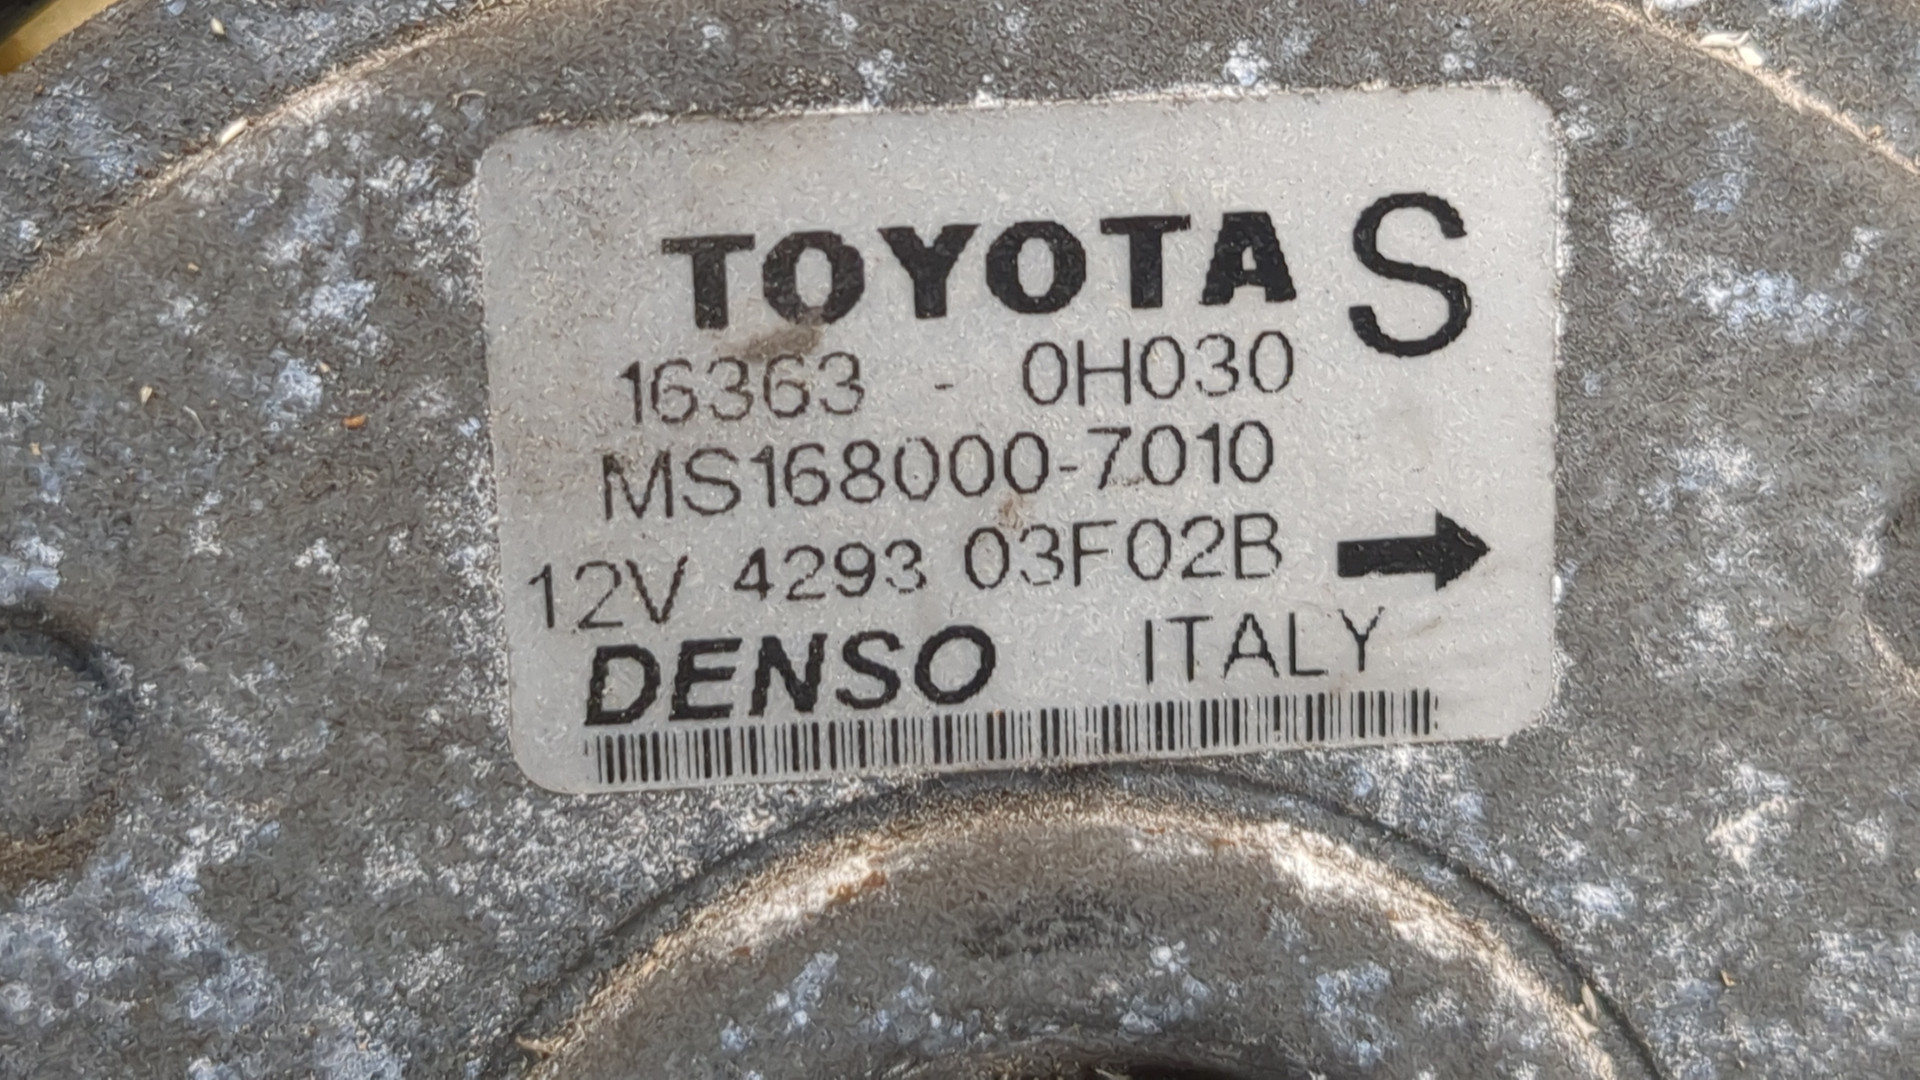 TOYOTA S
16363 - 0H030
MS168000-7010
12V 4293 03F02B
DENSO ITALY